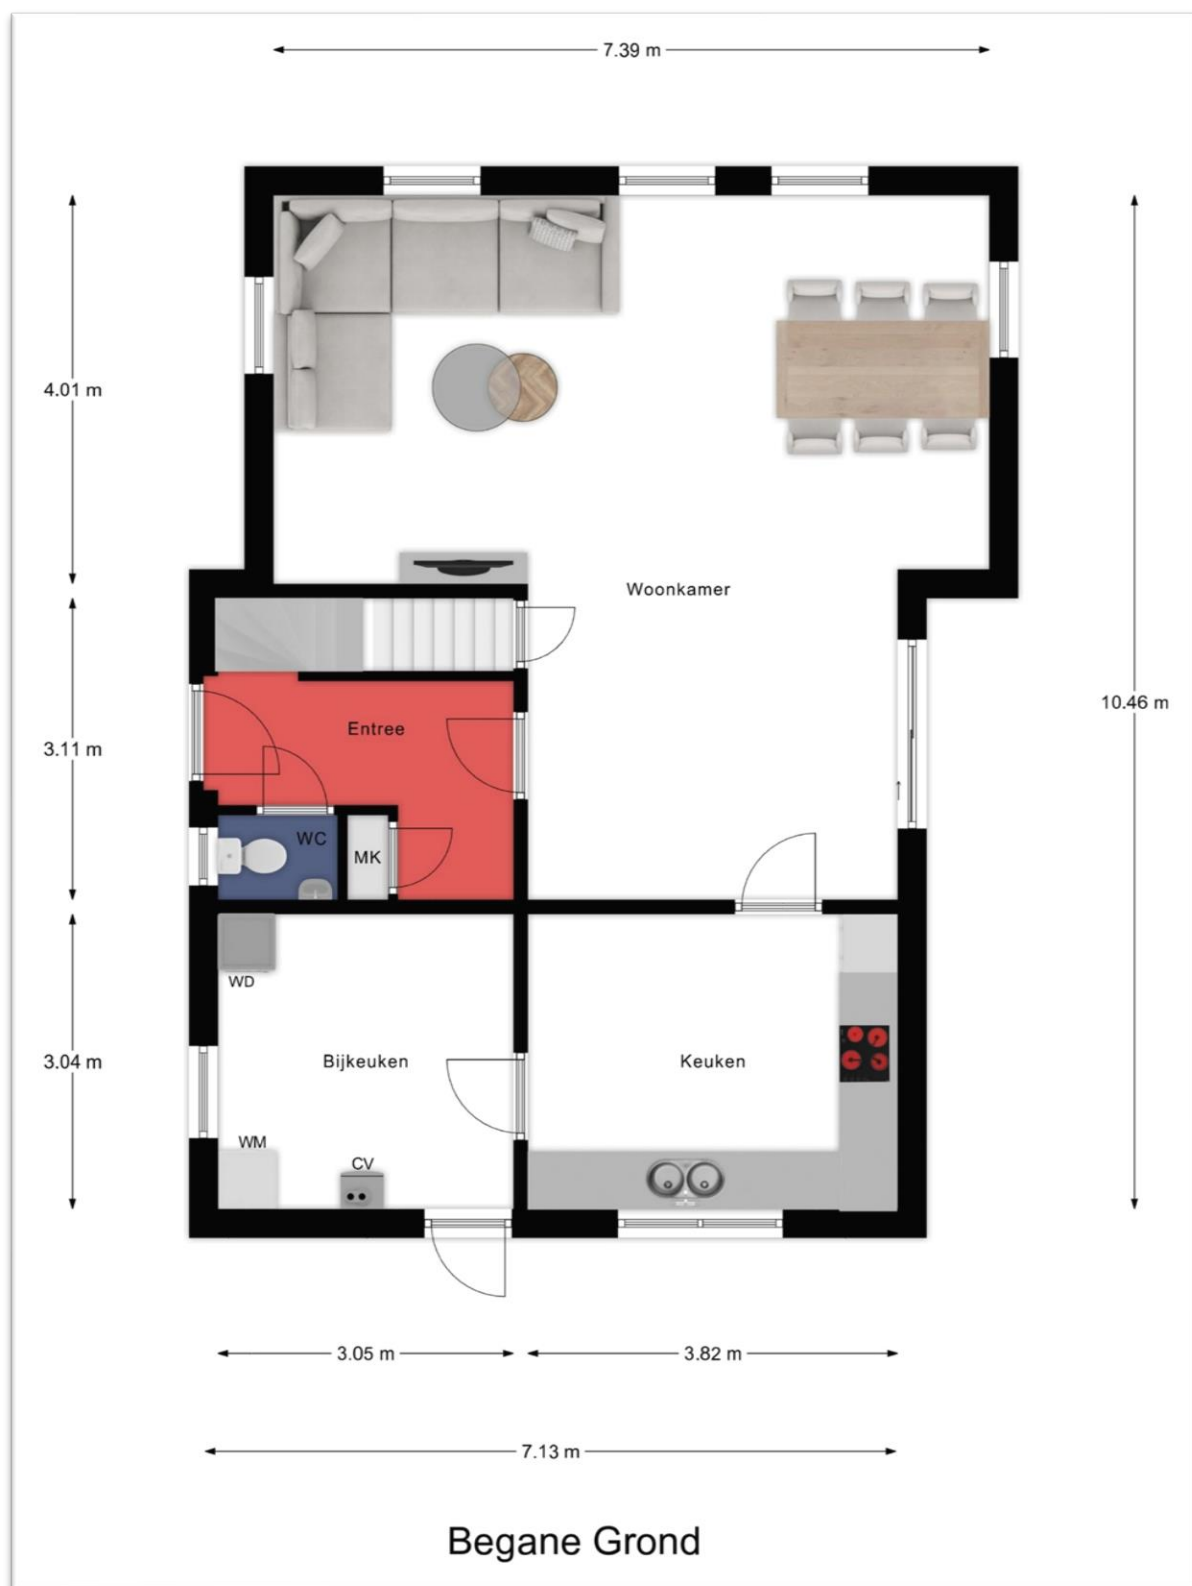 7.39 m
4.01 m
Woonkamer
10.46 m
Entree
3.11 m
WC
MK
WD
3.04 m
Bijkeuken
Keuken
WM
CV
3.05 m
3.82 m
7.13 m
Begane Grond